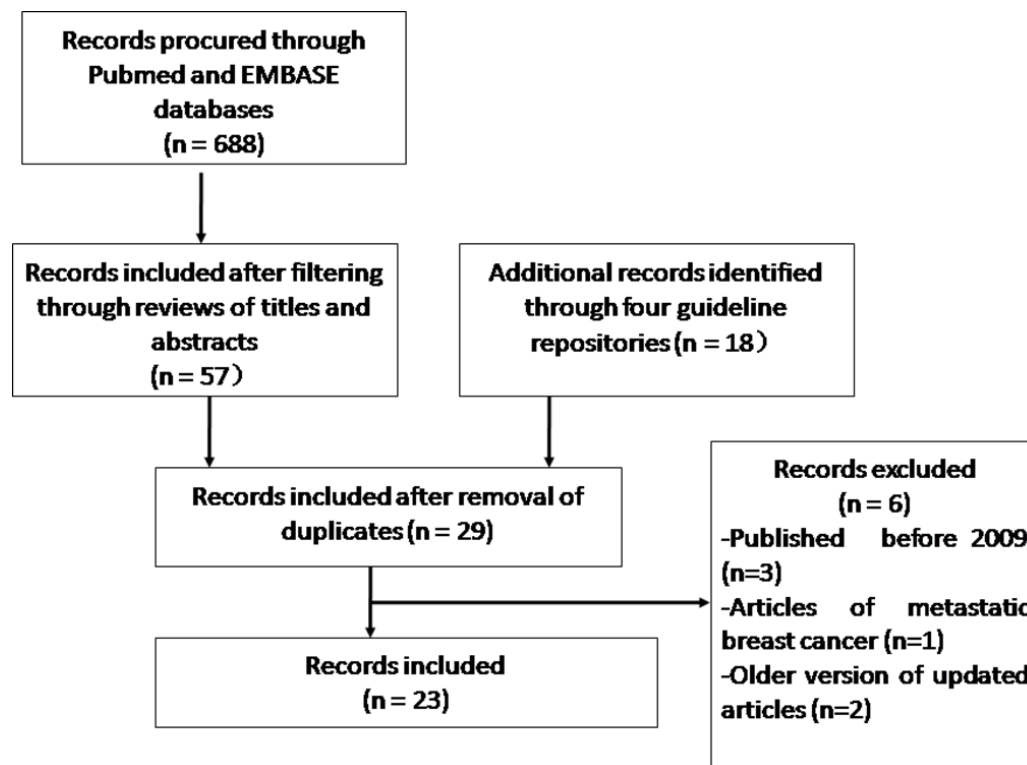 Records procured through
Pubmed and EMBASE
databases
(n = 688)
Records included after filtering
through reviews of titles and
abstracts
(n = 57）
Additional records identified
through four guideline
repositories (n = 18）
Records included after removal of
duplicates (n = 29)
Records excluded
(n = 6)
-Published before 2009
(n=3)
-Articles of metastatic
breast cancer (n=1)
-Older version of updated
articles (n=2)
Records included
(n = 23)